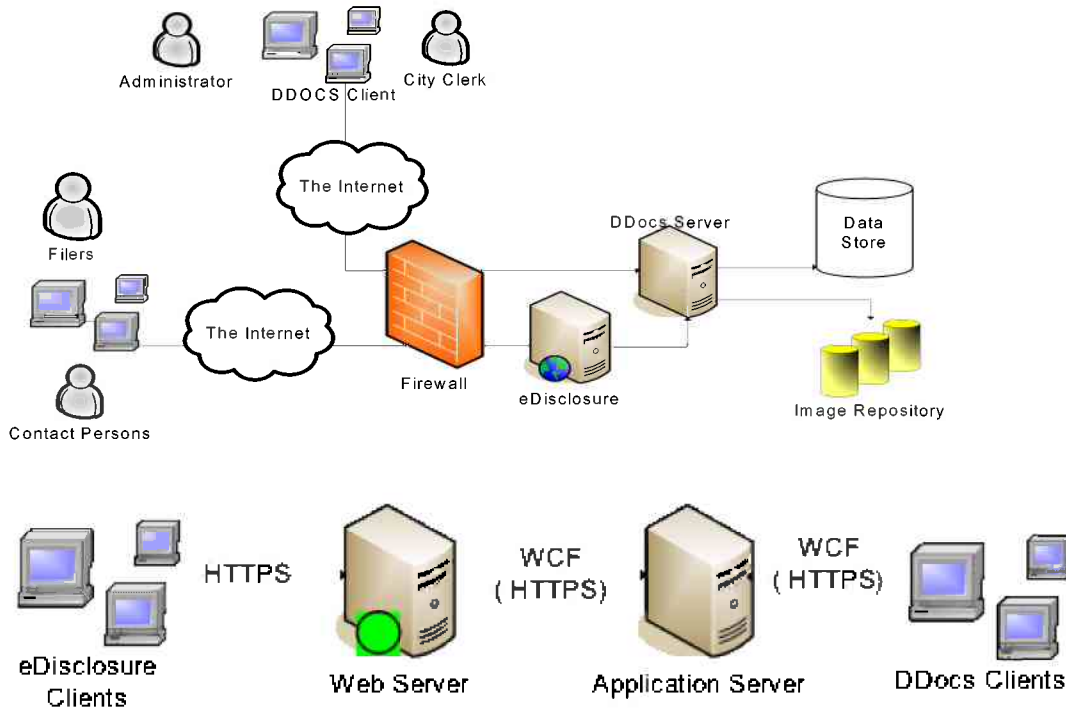 Administrator
DDOCS Client
City Clerk
The Internet
Filers
DDocs Server
Data
Store
The Internet
Firewall
eDisclosure
Image Repository
Contact Persons
HTTPS
WCF
( HTTPS)
WCF
( HTTPS)
eDisclosure
Clients
Web Server
Application Server
DDocs Clients